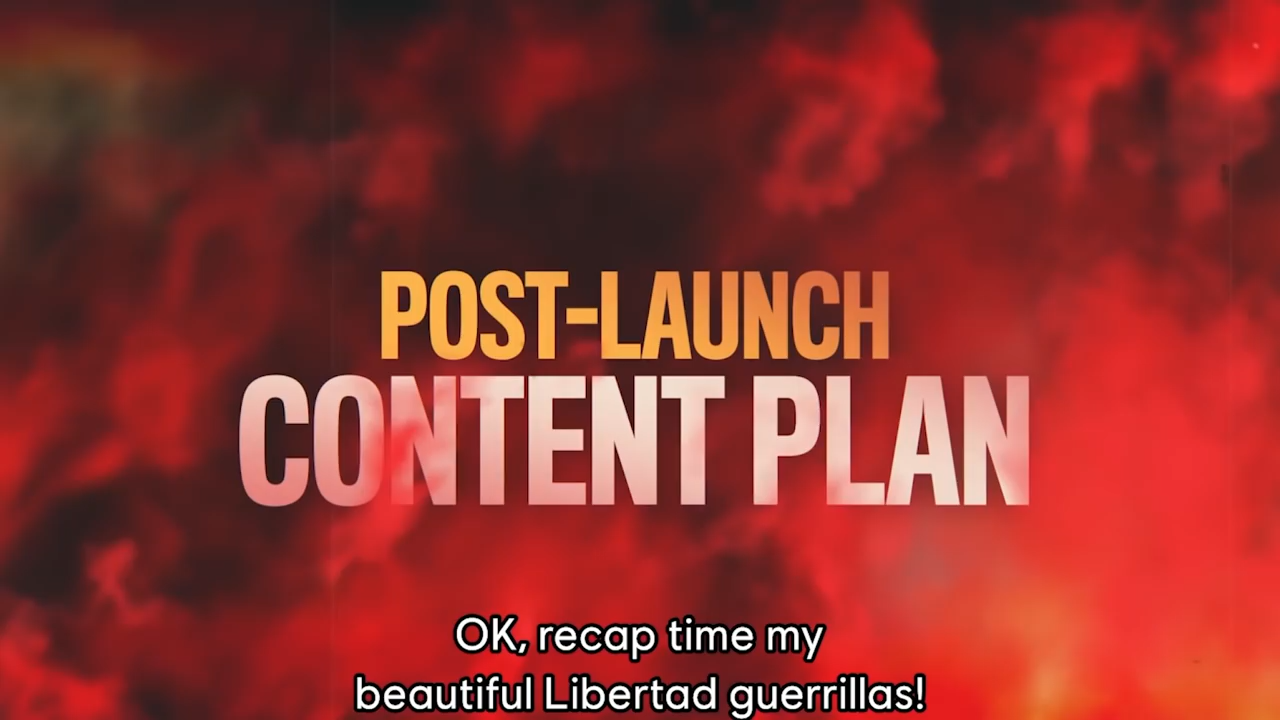 POST-LAUNCH
CONTENT PLAN
OK, recap time my
beautiful Libertad guerrillas!